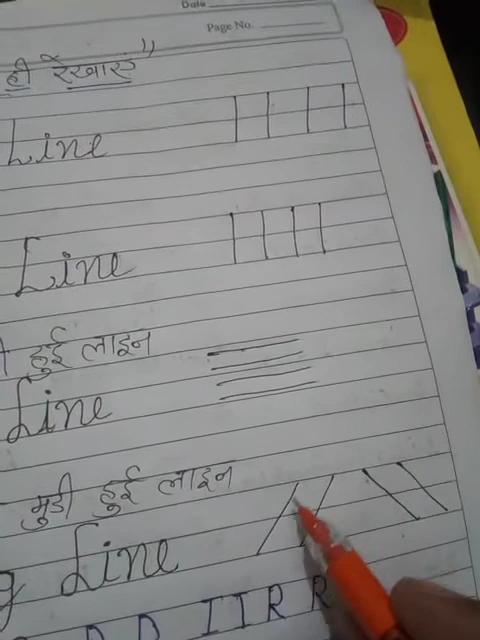 Date
Page No.
ही रेखाएँ"
Line
Line
हुई लाइन
Line
मुडी हुई लाइन
Line
D D I I R R